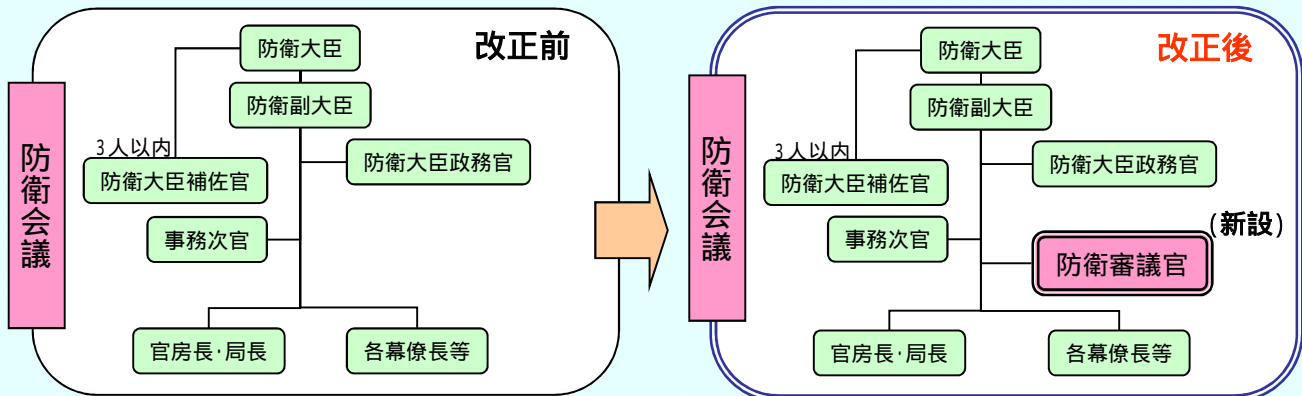 改正前
防衛会議
防衛大臣
防衛副大臣
3人以内
防衛大臣補佐官
防衛大臣政務官
事務次官
官房長・局長
各幕僚長等
改正後
防衛会議
防衛大臣
防衛副大臣
3人以内
防衛大臣補佐官
防衛大臣政務官
事務次官
(新設)
防衛審議官
官房長・局長
各幕僚長等